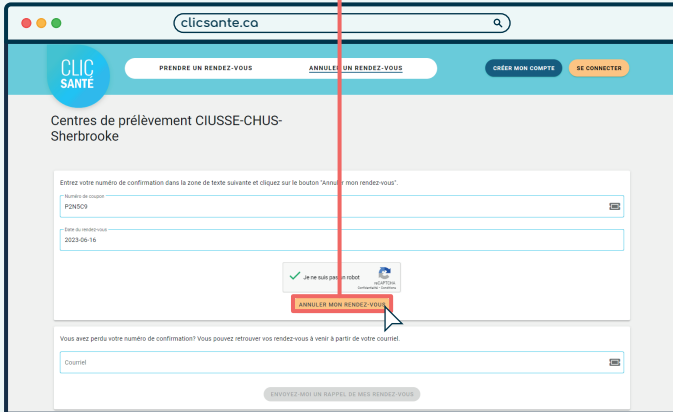 clicsante.ca
CLIC
SANTÉ
PRENDRE UN RENDEZ-VOUS
ANNULER UN RENDEZ-VOUS
CRÉER MON COMPTE
SE CONNECTER
Centres de prélèvement CIUSSE-CHUS-
Sherbrooke
Entrez votre numéro de confirmation dans la zone de texte suivante et cliquez sur le bouton "Annuler mon rendez-vous".
Numéro de coupon
P2N5C9
Date du rendez-vous
2023-06-16
Je ne suis pas un robot
reCAPTCHA
Confidentialité - Conditions
ANNULER MON RENDEZ-VOUS
Vous avez perdu votre numéro de confirmation? Vous pouvez retrouver vos rendez-vous à venir à partir de votre courriel.
Courriel
ENVOYEZ-MOI UN RAPPEL DE MES RENDEZ-VOUS